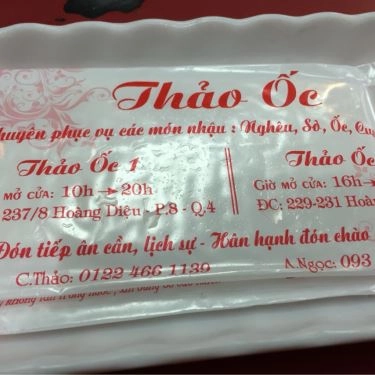 Thảo Ốc
Chuyên phục vụ các món nhậu : Nghêu, Sò, Ốc,
Thảo Ốc 1
MỞ CỬA: 10h → 20h
237/8 Hoàng Diệu - P.8 - Q.4
Thảo Ốc
Giờ MỞ CỬA: 16h →
ĐC: 229-231
Đón tiếp ân cần, lịch sự - Hân hạnh đón chào
C.Thảo: 0122 466 1139
A.Ngọc: 093